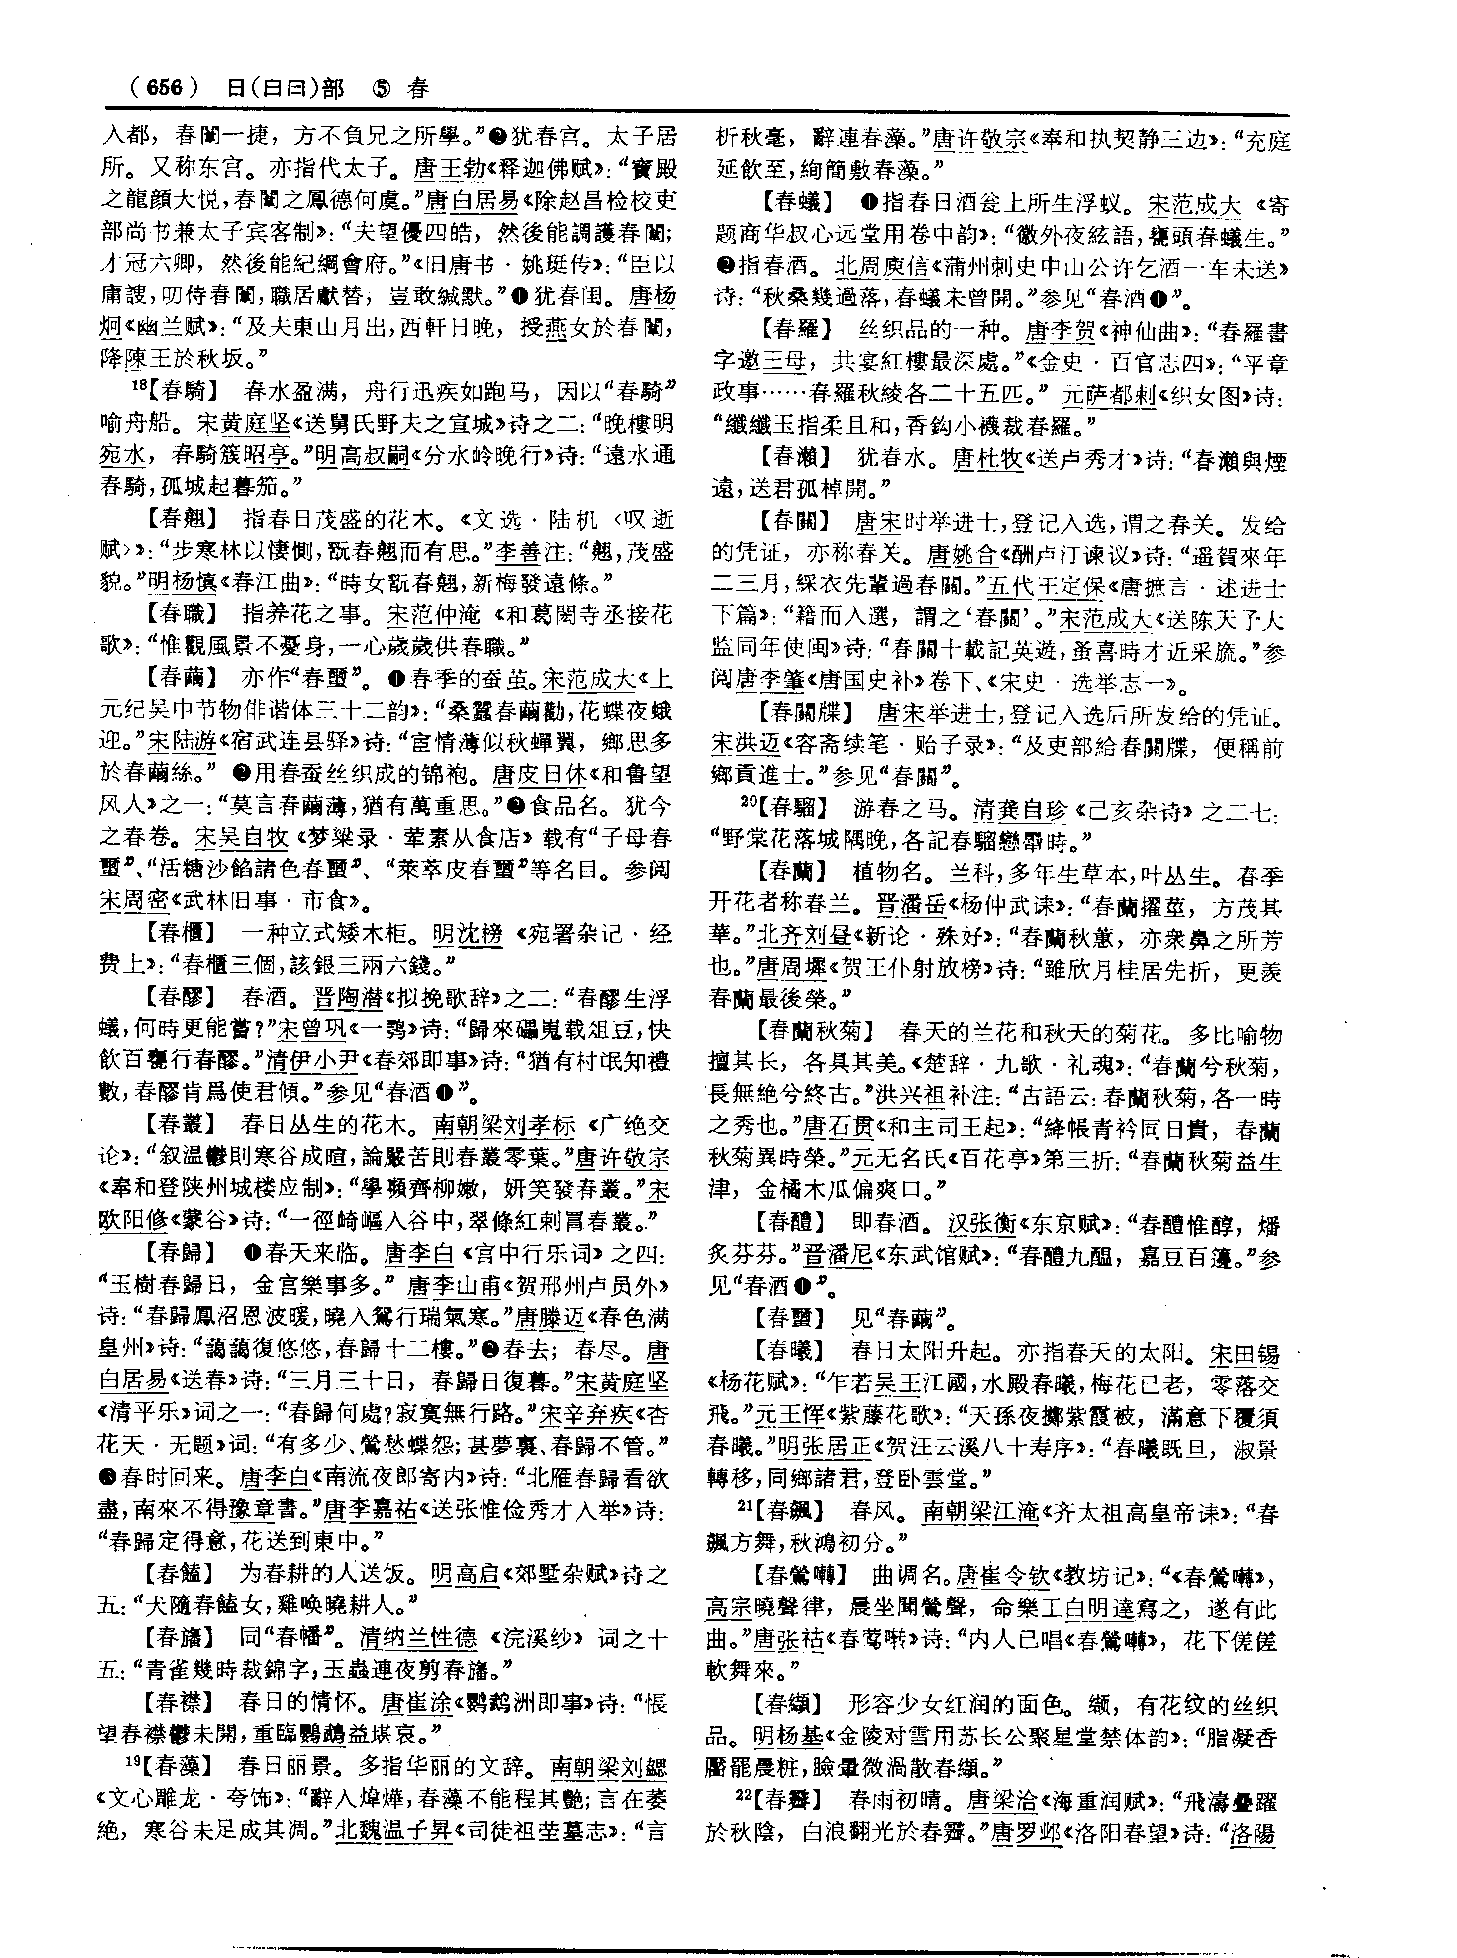 （656）　日(白曰)部　⑤　春
入都，春闈一捷，方不負兄之所學。”❷犹春宫。太子居
所。又称东宫。亦指代太子。唐王勃《释迦佛赋》：“寶殿
之龍顔大悦，春闈之鳳德何虞。”唐白居易《除赵昌检校吏
部尚书兼太子宾客制》：“夫望優四皓，然後能調護春闈；
才冠六卿，然後能紀綱會府。”《旧唐书·姚珽传》：“臣以
庸謏，叨侍春闈，職居獻替，豈敢緘默。”❸犹春闺。唐杨
炯《幽兰赋》：“及夫東山月出，西軒日晚，授燕女於春闈，
降陳王於秋坂。”
18【春騎】　春水盈满，舟行迅疾如跑马，因以“春騎”
喻舟船。宋黄庭坚《送舅氏野夫之宣城》诗之二：“晚樓明
宛水，春騎簇昭亭。”明高叔嗣《分水岭晚行》诗：“遠水通
春騎，孤城起暮笳。”
【春翹】　指春日茂盛的花木。《文选·陆机〈叹逝
赋〉》：“步寒林以悽惻，翫春翹而有思。”李善注：“翹，茂盛
貌。”明杨慎《春江曲》：“時女翫春翹，新梅發遠條。”
【春職】　指养花之事。宋范仲淹《和葛闳寺丞接花
歌》：“惟觀風景不憂身，一心歲歲供春職。”
【春繭】　亦作“春蠒”。❶春季的蚕茧。宋范成大《上
元纪吴中节物俳谐体三十二韵》：“桑蠶春繭勸，花蝶夜蛾
迎。”宋陆游《宿武连县驿》诗：“宦情薄似秋蟬翼，鄉思多
於春繭絲。”❷用春蚕丝织成的锦袍。唐皮日休《和鲁望
风人》之一：“莫言春繭薄，猶有萬重思。”❸食品名。犹今
之春卷。宋吴自牧《梦粱录·荤素从食店》载有“子母春
蠒”、“活糖沙餡諸色春蠒”、“菜萃皮春蠒”等名目。参阅
宋周密《武林旧事·市食》。
【春櫃】　一种立式矮木柜。明沈榜《宛署杂记·经
费上》：“春櫃三個，該銀三兩六錢。”
【春醪】　春酒。晋陶潜《拟挽歌辞》之二：“春醪生浮
蟻，何時更能嘗？”宋曾巩《一鹗》诗：“歸來礧嵬载俎豆，快
飲百甕行春醪。”清伊小尹《春郊即事》诗：“猶有村氓知禮
數，春醪肯爲使君傾。”参见“春酒❶”。
【春叢】　春日丛生的花木。南朝梁刘孝标《广绝交
论》：“叙温鬱則寒谷成暄，論嚴苦則春叢零葉。”唐许敬宗
《奉和登陕州城楼应制》：“學嚬齊柳嫩，妍笑發春叢。”宋
欧阳修《蒙谷》诗：“一徑崎嶇入谷中，翠條紅刺罥春叢。”
【春歸】　❶春天来临。唐李白《宫中行乐词》之四：
“玉樹春歸日，金宫樂事多。”唐李山甫《贺邢州卢员外》
诗：“春歸鳳沼恩波暖，曉入鴛行瑞氣寒。”唐滕迈《春色满
皇州》诗：“藹藹復悠悠，春歸十二樓。”❷春去；春尽。唐
白居易《送春》诗：“三月三十日，春歸日復暮。”宋黄庭坚
《清平乐》词之一：“春歸何處？寂寞無行路。”宋辛弃疾《杏
花天·无题》词：“有多少、鶯愁蝶怨；甚夢裏、春歸不管。”
❸春时回来。唐李白《南流夜郎寄内》诗：“北雁春歸看欲
盡，南來不得豫章書。”唐李嘉祐《送张惟俭秀才入举》诗：
“春歸定得意，花送到東中。”
【春饁】　为春耕的人送饭。明高启《郊墅杂赋》诗之
五：“犬隨春饁女，雞唤曉耕人。”
【春旛】　同“春幡”。清纳兰性德《浣溪纱》词之十
五：“青雀幾時裁錦字，玉蟲連夜剪春旛。”
【春襟】　春日的情怀。唐崔涂《鹦鹉洲即事》诗：“悵
望春襟鬱未開，重臨鸚鵡益堪哀。”
19【春藻】　春日丽景。多指华丽的文辞。南朝梁刘勰
《文心雕龙·夸饰》：“辭入煒燁，春藻不能程其艷；言在萎
絶，寒谷未足成其凋。”北魏温子昇《司徒祖莹墓志》：“言
析秋毫，辭連春藻。”唐许敬宗《奉和执契静三边》：“充庭
延飲至，絢簡敷春藻。”
【春蟻】　❶指春日酒瓮上所生浮蚁。宋范成大《寄
题商华叔心远堂用卷中韵》：“徽外夜絃語，甕頭春蟻生。”
❷指春酒。北周庾信《蒲州刺史中山公许乞酒一车未送》
诗：“秋桑幾過落，春蟻未曾開。”参见“春酒❶”。
【春羅】　丝织品的一种。唐李贺《神仙曲》：“春羅書
字邀王母，共宴紅樓最深處。”《金史·百官志四》：“平章
政事……春羅秋綾各二十五匹。”元萨都剌《织女图》诗：
“纖纖玉指柔且和，香鈎小襪裁春羅。”
【春瀨】　犹春水。唐杜牧《送卢秀才》诗：“春瀨與煙
遠，送君孤棹開。”
【春關】　唐宋时举进士，登记入选，谓之春关。发给
的凭证，亦称春关。唐姚合《酬卢汀谏议》诗：“遥賀來年
二三月，綵衣先輩過春關。”五代王定保《唐摭言·述进士
下篇》：“籍而入選，謂之‘春關’。”宋范成大《送陈天予大
监同年使闽》诗：“春關十載記英遊，蚤喜時才近采旒。”参
阅唐李肇《唐国史补》卷下、《宋史·选举志一》。
【春關牒】　唐宋举进士，登记入选后所发给的凭证。
宋洪迈《容斋续笔·贻子录》：“及吏部給春關牒，便稱前
鄉貢進士。”参见“春關”。
20【春騮】　游春之马。清龚自珍《己亥杂诗》之二七：
“野棠花落城隅晚，各記春騮戀羃時。”
【春蘭】　植物名。兰科，多年生草本，叶丛生。春季
开花者称春兰。晋潘岳《杨仲武诔》：“春蘭擢莖，方茂其
華。”北齐刘昼《新论·殊好》：“春蘭秋蕙，亦衆鼻之所芳
也。”唐周墀《贺王仆射放榜》诗：“雖欣月桂居先折，更羨
春蘭最後榮。”
【春蘭秋菊】　春天的兰花和秋天的菊花。多比喻物
擅其长，各具其美。《楚辞·九歌·礼魂》：“春蘭兮秋菊，
長無絶兮終古。”洪兴祖补注：“古語云：春蘭秋菊，各一時
之秀也。”唐石贯《和主司王起》：“絳帳青衿同日貴，春蘭
秋菊異時榮。”元无名氏《百花亭》第三折：“春蘭秋菊益生
津，金橘木瓜偏爽口。”
【春醴】　即春酒。汉张衡《东京赋》：“春醴惟醇，燔
炙芬芬。”晋潘尼《东武馆赋》：“春醴九醖，嘉豆百籩。”参
见“春酒❶”。
【春蠒】　见“春繭”。
【春曦】　春日太阳升起。亦指春天的太阳。宋田锡
《杨花赋》：“乍若吴王江國，水殿春曦，梅花已老，零落交
飛。”元王恽《紫藤花歌》：“天孫夜擲紫霞被，滿意下覆須
春曦。”明张居正《贺汪云溪八十寿序》：“春曦既旦，淑景
轉移，同鄉諸君，登卧雲堂。”
21【春飆】　春风。南朝梁江淹《齐太祖高皇帝诔》：“春
飆方舞，秋鴻初分。”
【春鶯囀】　曲调名。唐崔令钦《教坊记》：“《春鶯囀》，
高宗曉聲律，晨坐聞鶯聲，命樂工白明達寫之，遂有此
曲。”唐张祜《春莺啭》诗：“内人已唱《春鶯囀》，花下傞傞
軟舞來。”
【春纈】　形容少女红润的面色。缬，有花纹的丝织
品。明杨基《金陵对雪用苏长公聚星堂禁体韵》：“脂凝香
靨罷晨粧，臉暈微渦散春纈。”
22【春霽】　春雨初晴。唐梁洽《海重润赋》：“飛濤疊躍
於秋陰，白浪翻光於春霽。”唐罗邺《洛阳春望》诗：“洛陽